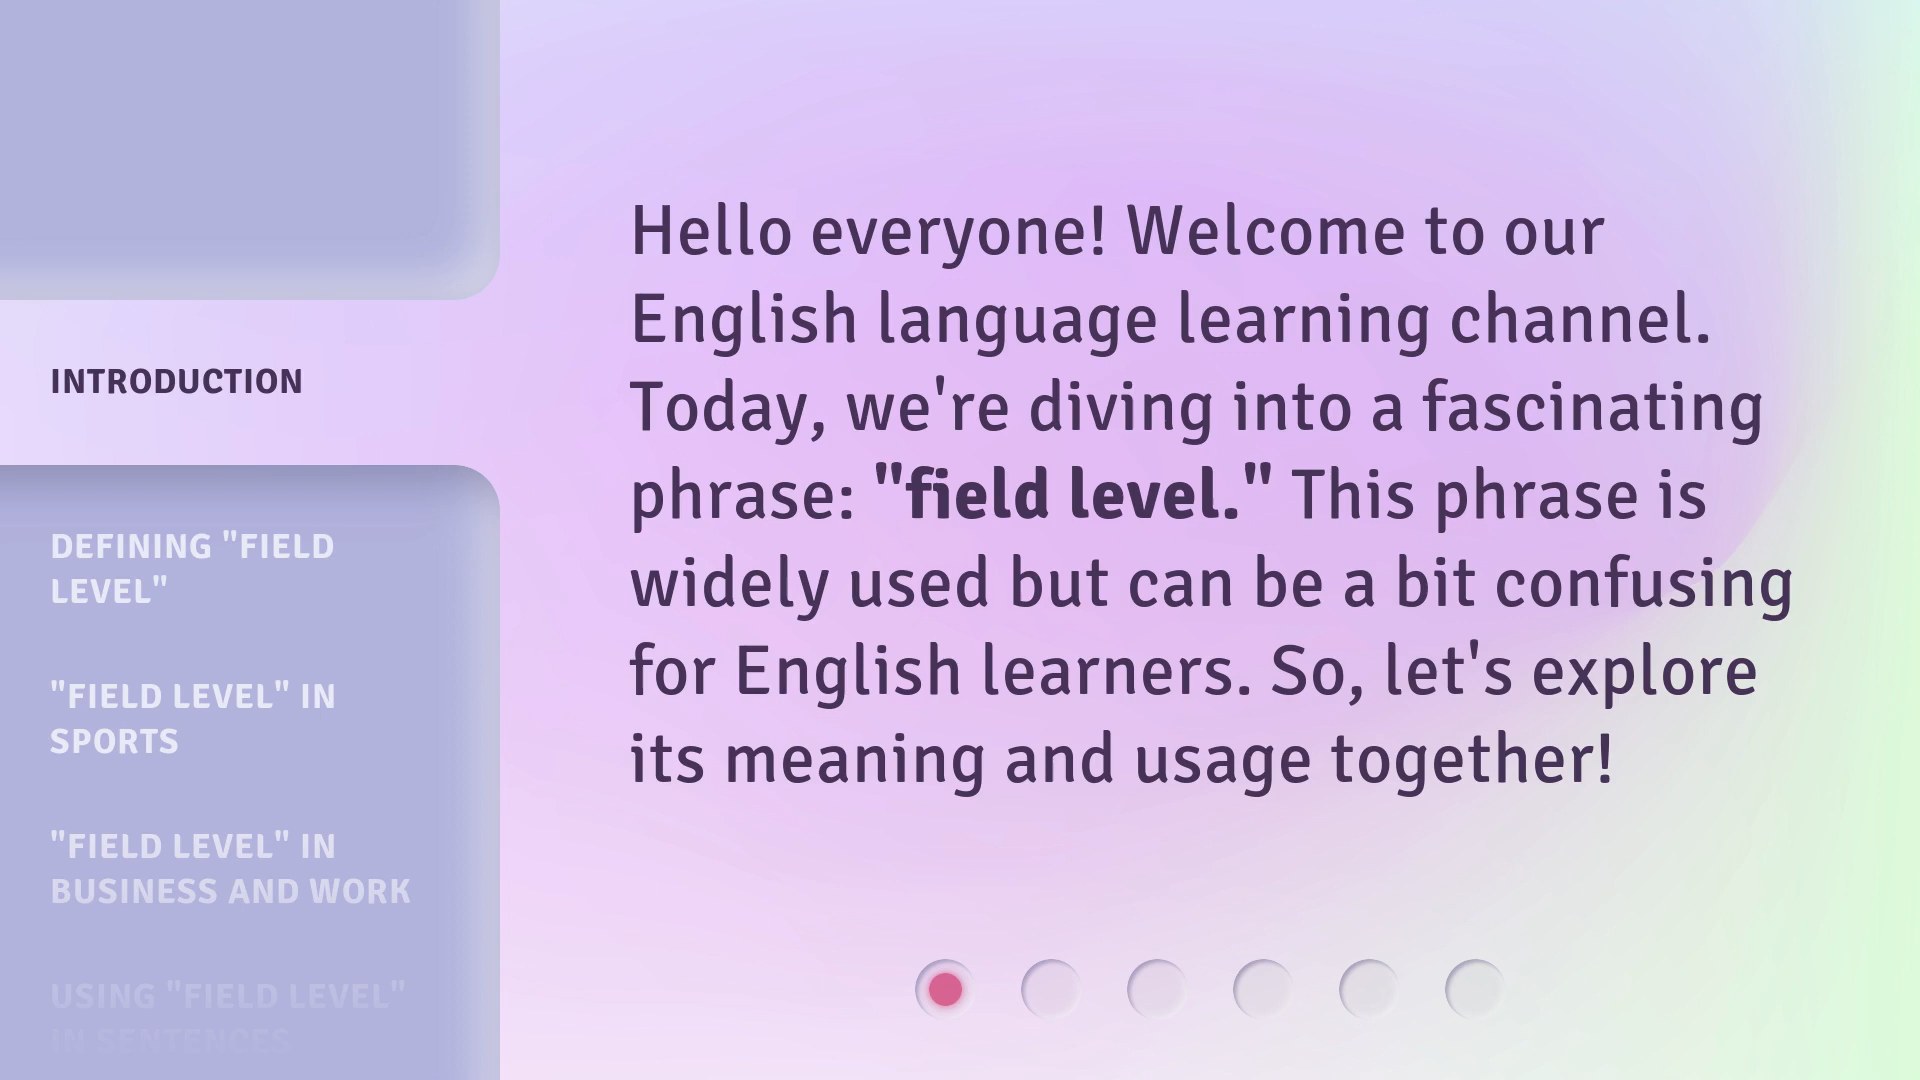 INTRODUCTION
DEFINING "FIELD
LEVEL"
"FIELD LEVEL" IN
SPORTS
"FIELD LEVEL" IN
BUSINESS AND WORK
USING "FIELD LEVEL"
IN SENTENCES
Hello everyone! Welcome to our
English language learning channel.
Today, we're diving into a fascinating
phrase: "field level." This phrase is
widely used but can be a bit confusing
for English learners. So, let's explore
its meaning and usage together!